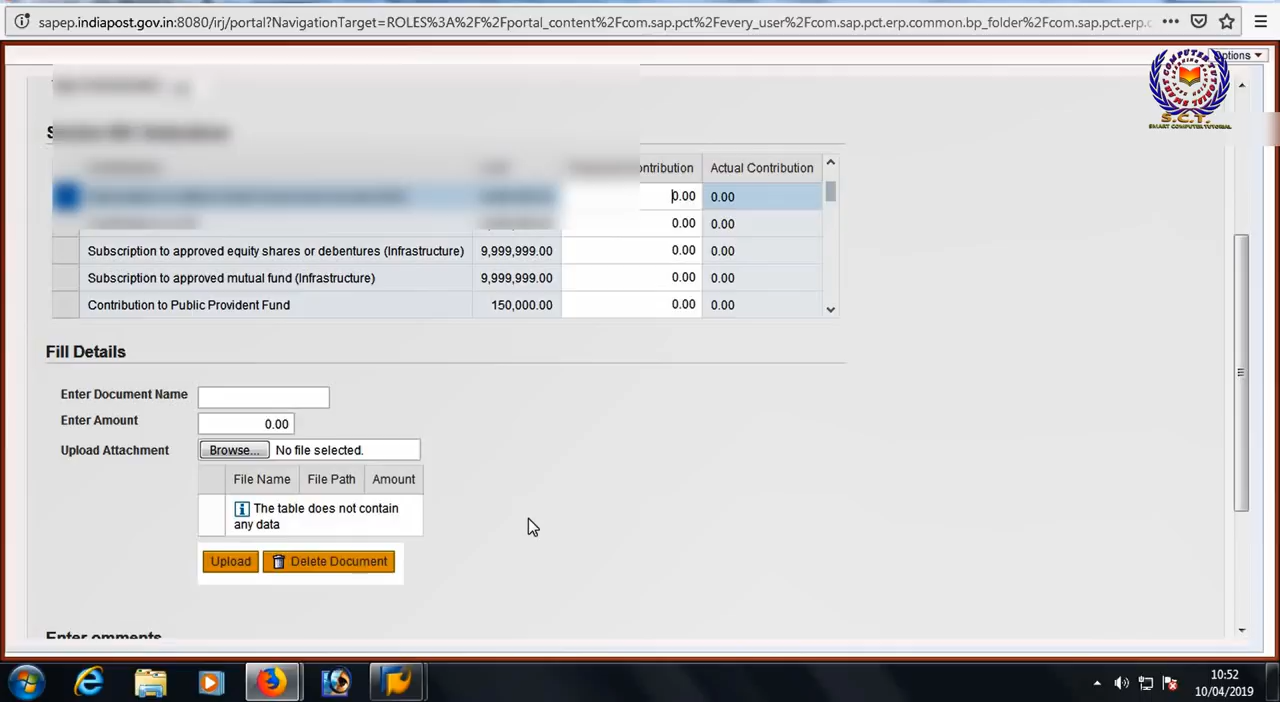 sapep.indiapost.gov.in:8080/irj/portal?NavigationTarget=ROLES%3A%2F%2Fportal_content%2Fcom.sap.pct%2Fevery_user%2Fcom.sap.pct.erp.common.bp_folder%2Fcom.sap.pct.erp.c
Options
S.C.T.
SMART COMPUTER TUTORIAL
ontribution Actual Contribution
0.00 0.00
0.00 0.00
Subscription to approved equity shares or debentures (Infrastructure) 9,999,999.00 0.00 0.00
Subscription to approved mutual fund (Infrastructure) 9,999,999.00 0.00 0.00
Contribution to Public Provident Fund 150,000.00 0.00 0.00
Fill Details
Enter Document Name
Enter Amount 0.00
Upload Attachment Browse... No file selected.
File Name File Path Amount
The table does not contain
any data
Upload Delete Document
Enter omments
10:52
10/04/2019